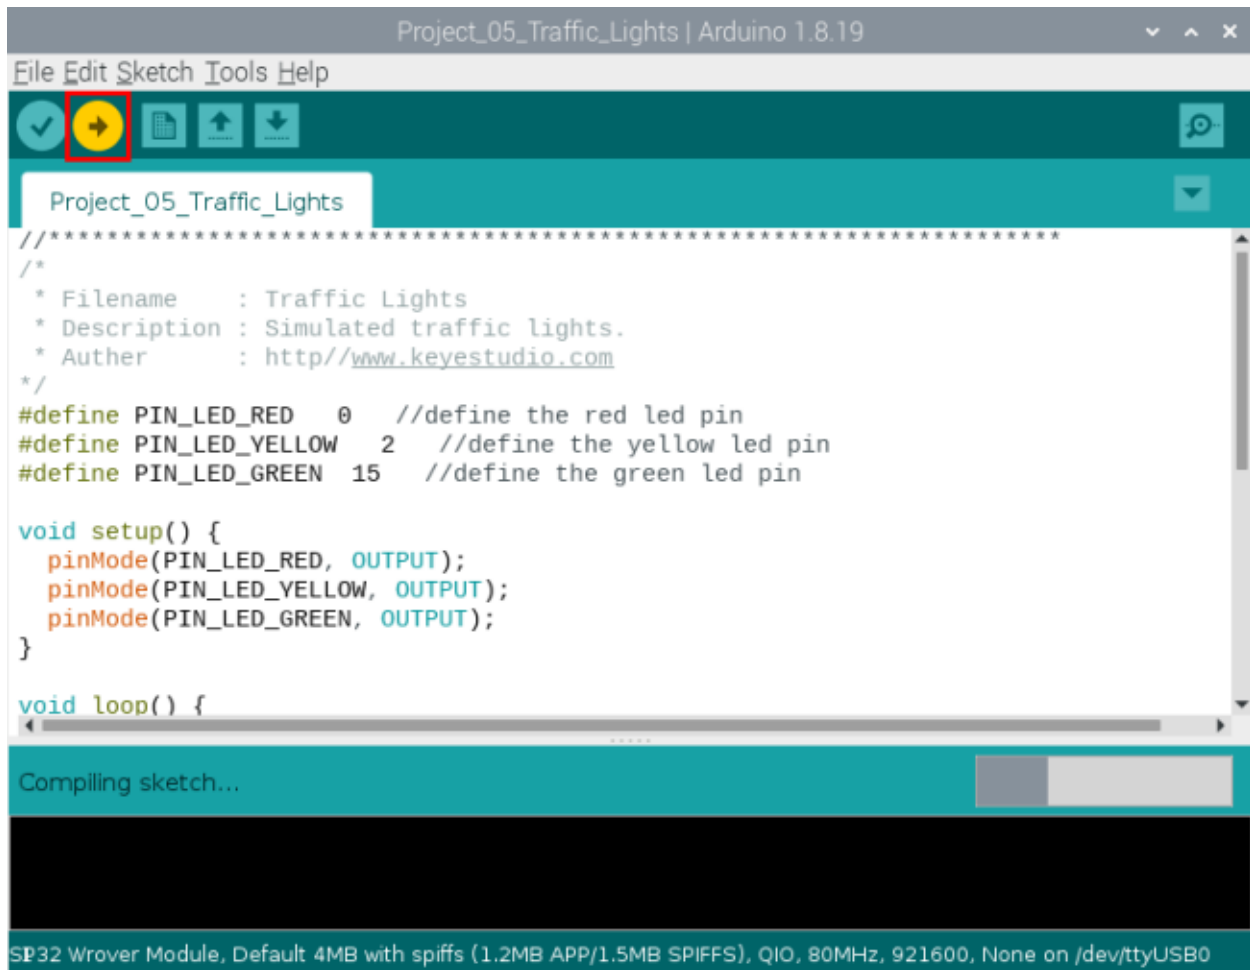 Project_05_Traffic_Lights | Arduino 1.8.19
File Edit Sketch Tools Help
Project_05_Traffic_Lights
//**********************************************************************
/*
 * Filename    : Traffic Lights
 * Description : Simulated traffic lights.
 * Auther      : http//www.keyestudio.com
*/
#define PIN_LED_RED   0   //define the red led pin
#define PIN_LED_YELLOW   2   //define the yellow led pin
#define PIN_LED_GREEN  15   //define the green led pin
void setup() {
  pinMode(PIN_LED_RED, OUTPUT);
  pinMode(PIN_LED_YELLOW, OUTPUT);
  pinMode(PIN_LED_GREEN, OUTPUT);
}
void loop() {
Compiling sketch...
Wrover Module, Default 4MB with spiffs (1.2MB APP/1.5MB SPIFFS), QIO, 80MHz, 921600, None on /dev/ttyUSB0